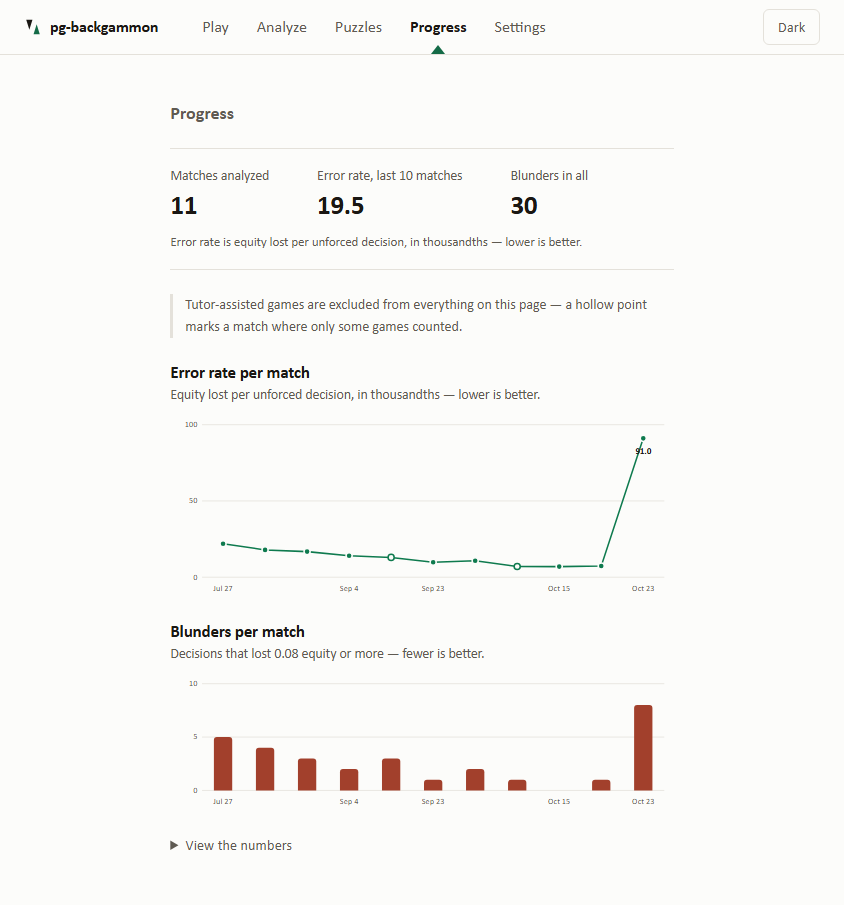 pg-backgammon Play Analyze Puzzles Progress Settings Dark
Progress
Matches analyzed Error rate, last 10 matches Blunders in all
11 19.5 30
Error rate is equity lost per unforced decision, in thousandths — lower is better.
Tutor-assisted games are excluded from everything on this page — a hollow point
marks a match where only some games counted.
Error rate per match
Equity lost per unforced decision, in thousandths — lower is better.
100
91.0
50
0
Jul 27 Sep 4 Sep 23 Oct 15 Oct 23
Blunders per match
Decisions that lost 0.08 equity or more — fewer is better.
10
5
0
Jul 27 Sep 4 Sep 23 Oct 15 Oct 23
View the numbers